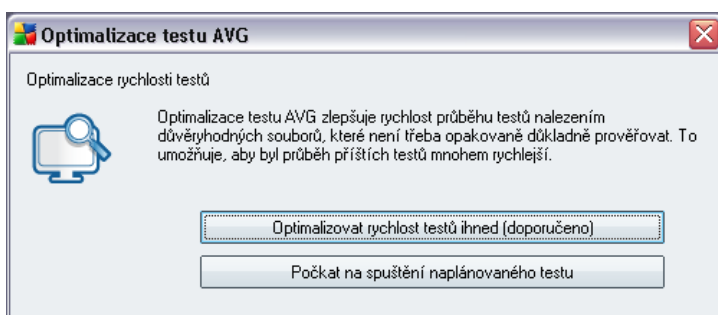 Optimalizace testu AVG
Optimalizace rychlosti testů
Optimalizace testu AVG zlepšuje rychlost průběhu testů nalezením
důvěryhodných souborů, které není třeba opakovaně důkladně prověřovat. To
umožňuje, aby byl průběh příštích testů mnohem rychlejší.
Optimalizovat rychlost testů ihned (doporučeno)
Počkat na spuštění naplánovaného testu